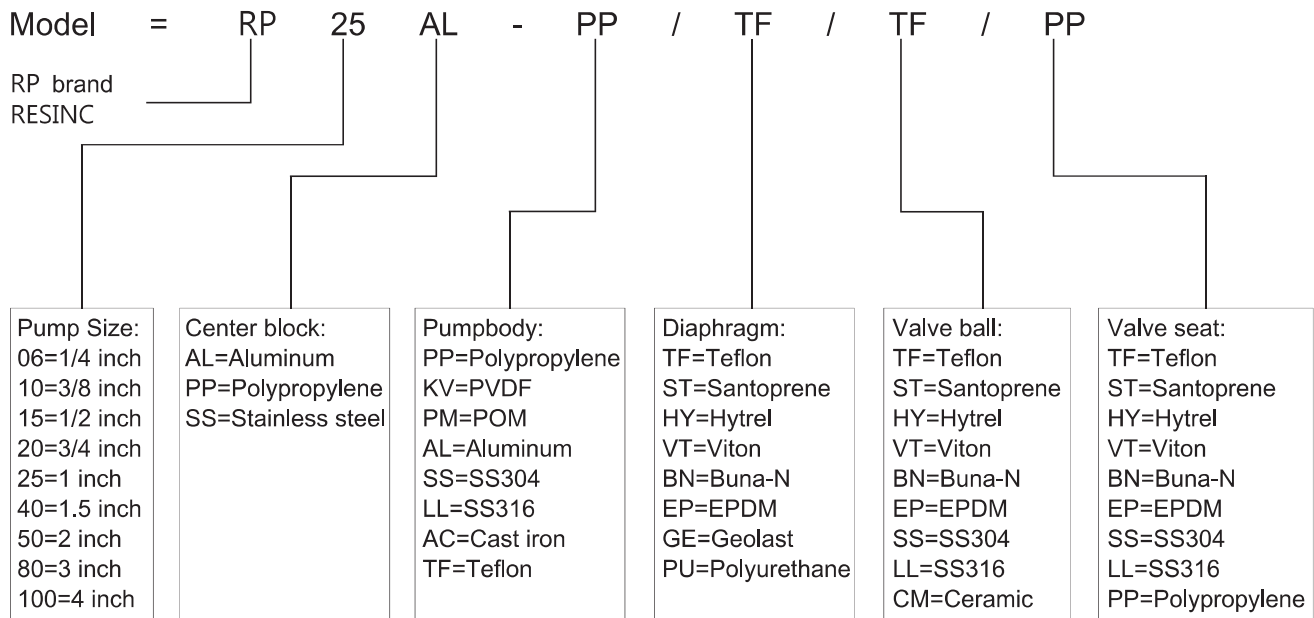 Model = RP 25 AL - PP / TF / TF / PP
RP brand
RESINC
Pump Size:
06=1/4 inch
10=3/8 inch
15=1/2 inch
20=3/4 inch
25=1 inch
40=1.5 inch
50=2 inch
80=3 inch
100=4 inch
Center block:
AL=Aluminum
PP=Polypropylene
SS=Stainless steel
Pumpbody:
PP=Polypropylene
KV=PVDF
PM=POM
AL=Aluminum
SS=SS304
LL=SS316
AC=Cast iron
TF=Teflon
Diaphragm:
TF=Teflon
ST=Santoprene
HY=Hytrel
VT=Viton
BN=Buna-N
EP=EPDM
GE=Geolast
PU=Polyurethane
Valve ball:
TF=Teflon
ST=Santoprene
HY=Hytrel
VT=Viton
BN=Buna-N
EP=EPDM
SS=SS304
LL=SS316
CM=Ceramic
Valve seat:
TF=Teflon
ST=Santoprene
HY=Hytrel
VT=Viton
BN=Buna-N
EP=EPDM
SS=SS304
LL=SS316
PP=Polypropylene